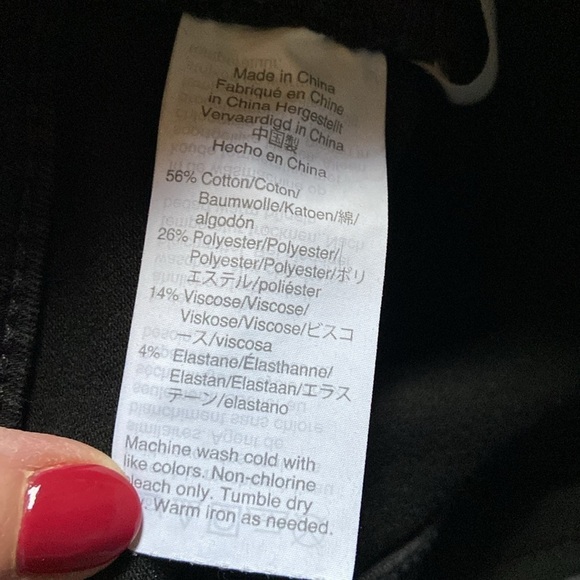 Made in China
Fabriqué en Chine
in China Hergestellt
Vervaardigd in China
中国製
Hecho en China
56% Cotton/Coton/
Baumwolle/Katoen/綿/
algodón
26% Polyester/Polyester/
Polyester/Polyester/ポリ
エステル/poliéster
14% Viscose/Viscose/
Viskose/Viscose/ビスコ
ース/viscosa
4% Elastane/Élasthanne/
Elastan/Elastaan/エラス
テーン/elastano
Machine wash cold with
like colors. Non-chlorine
bleach only. Tumble dry
Warm iron as needed.